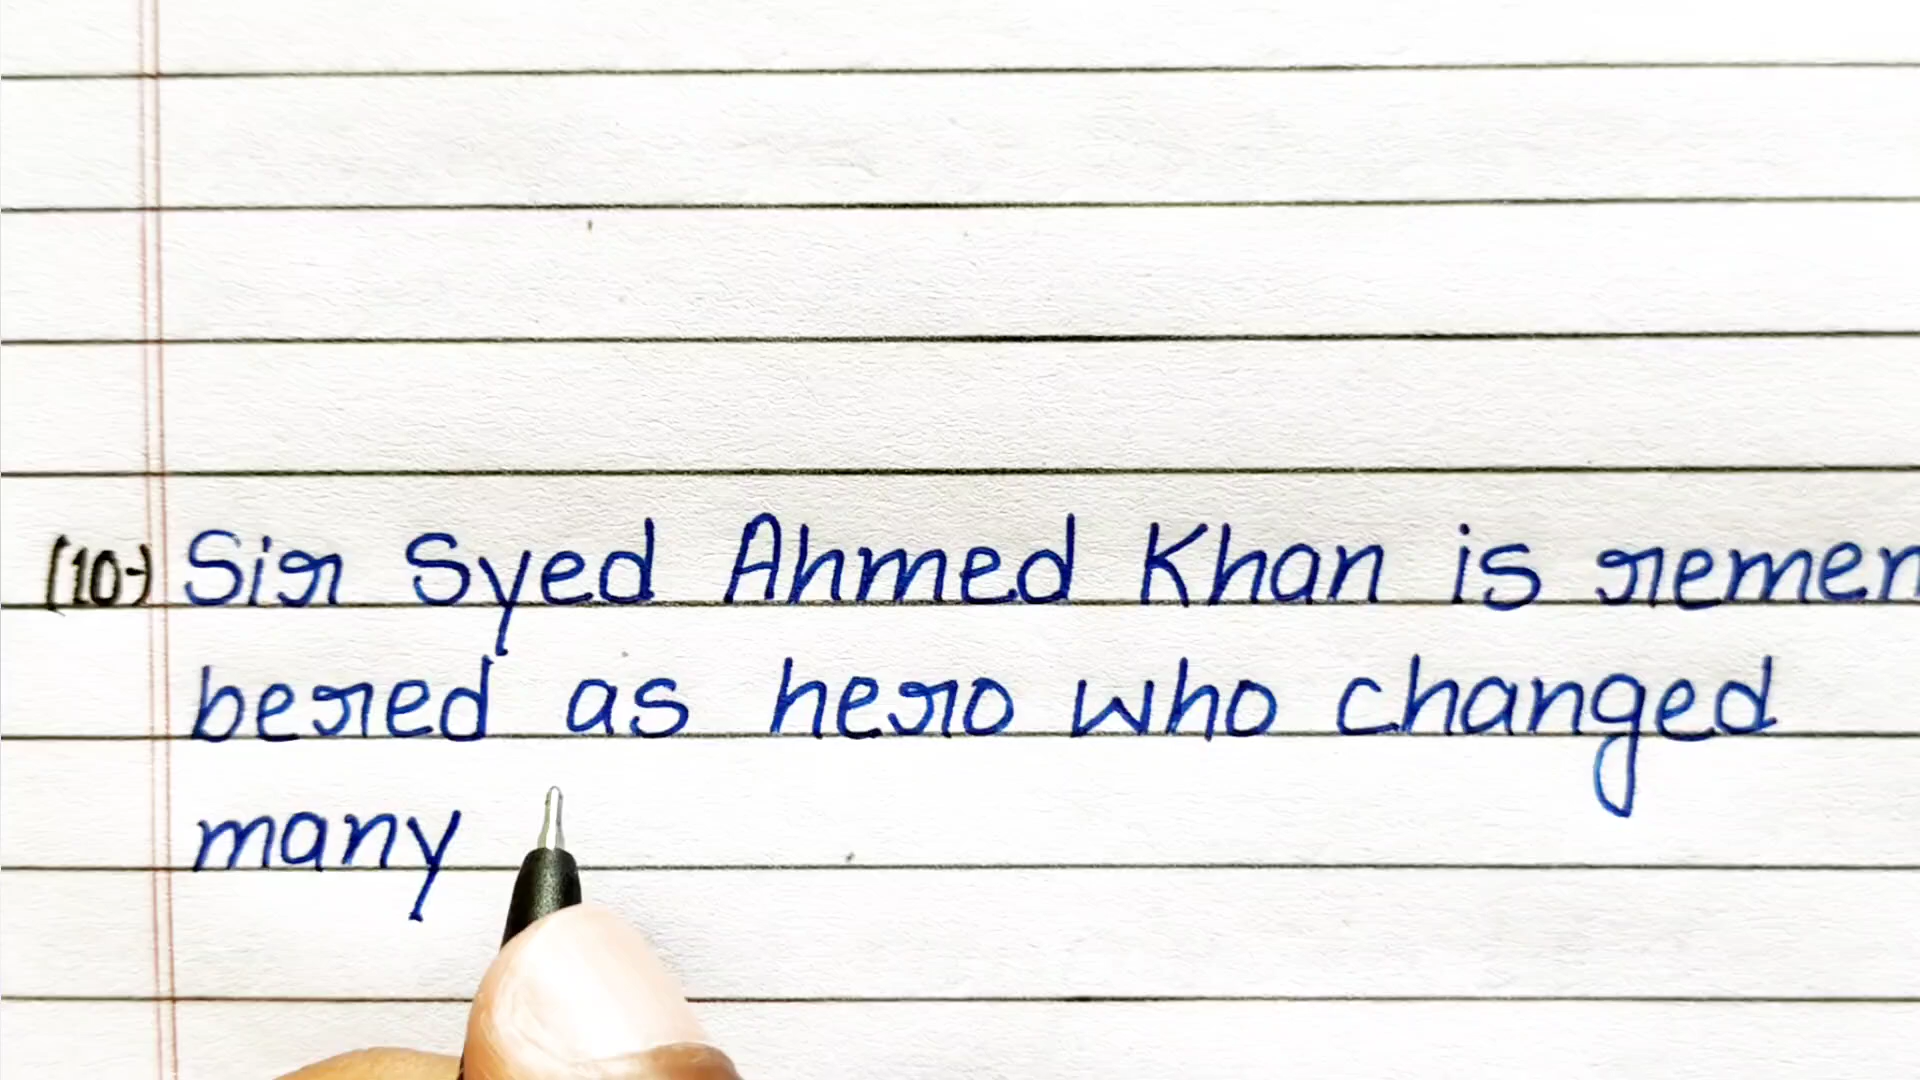 (10-) Sir Syed Ahmed Khan is remem
bered as hero who changed
many